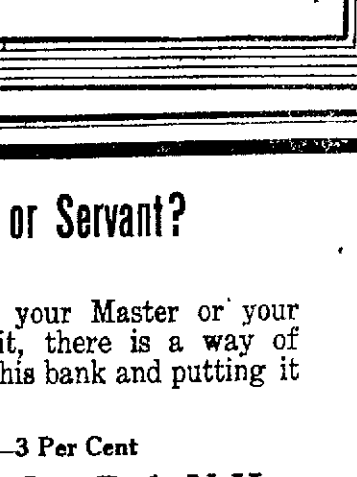 or Servant?
your Master or your
it, there is a way of
his bank and putting it
—3 Per Cent